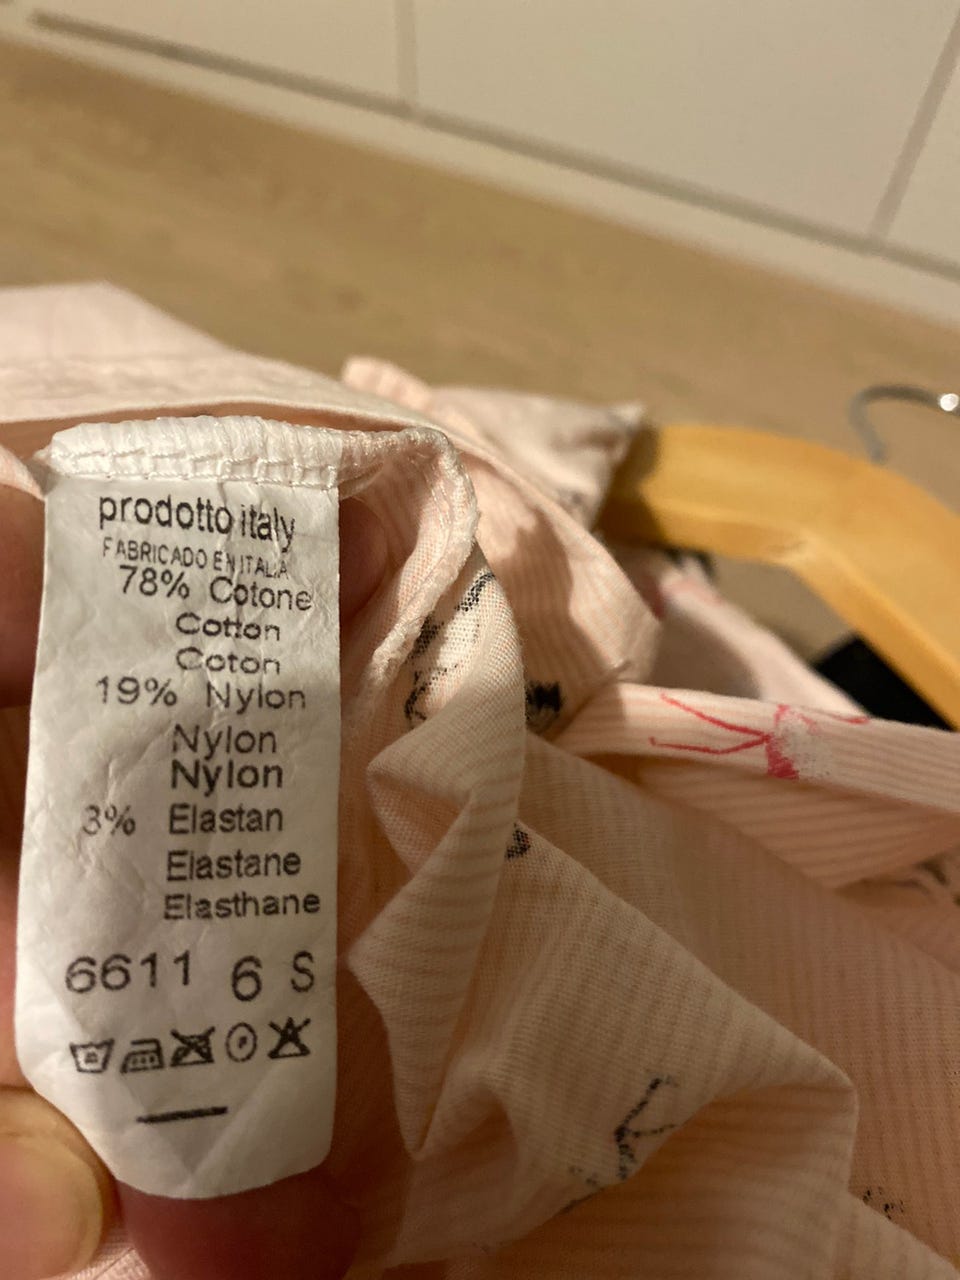 prodotto italy
FABRICADO EN ITALIA
78% Cotone
Cotton
Coton
19% Nylon
Nylon
Nylon
3% Elastan
Elastane
Elasthane
6611 6 S